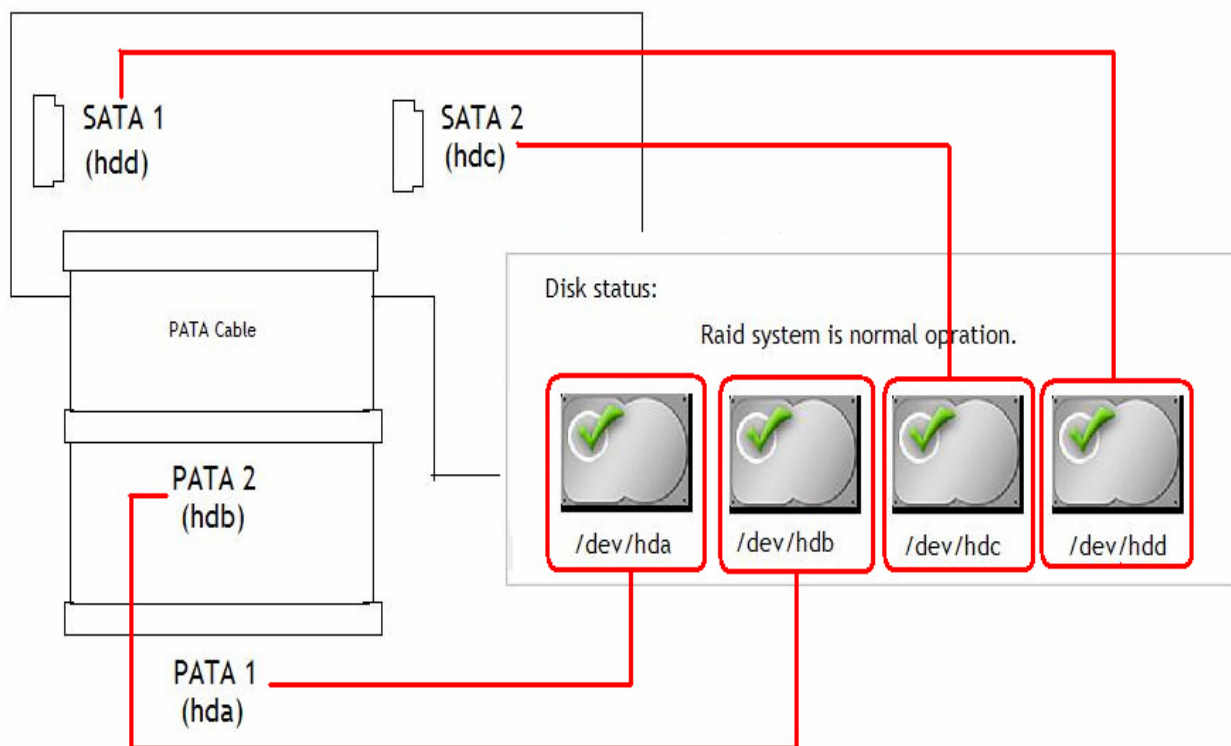 SATA 1
(hdd)
SATA 2
(hdc)
PATA Cable
Disk status:
Raid system is normal opration.
PATA 2
(hdb)
/dev/hda
/dev/hdb
/dev/hdc
/dev/hdd
PATA 1
(hda)